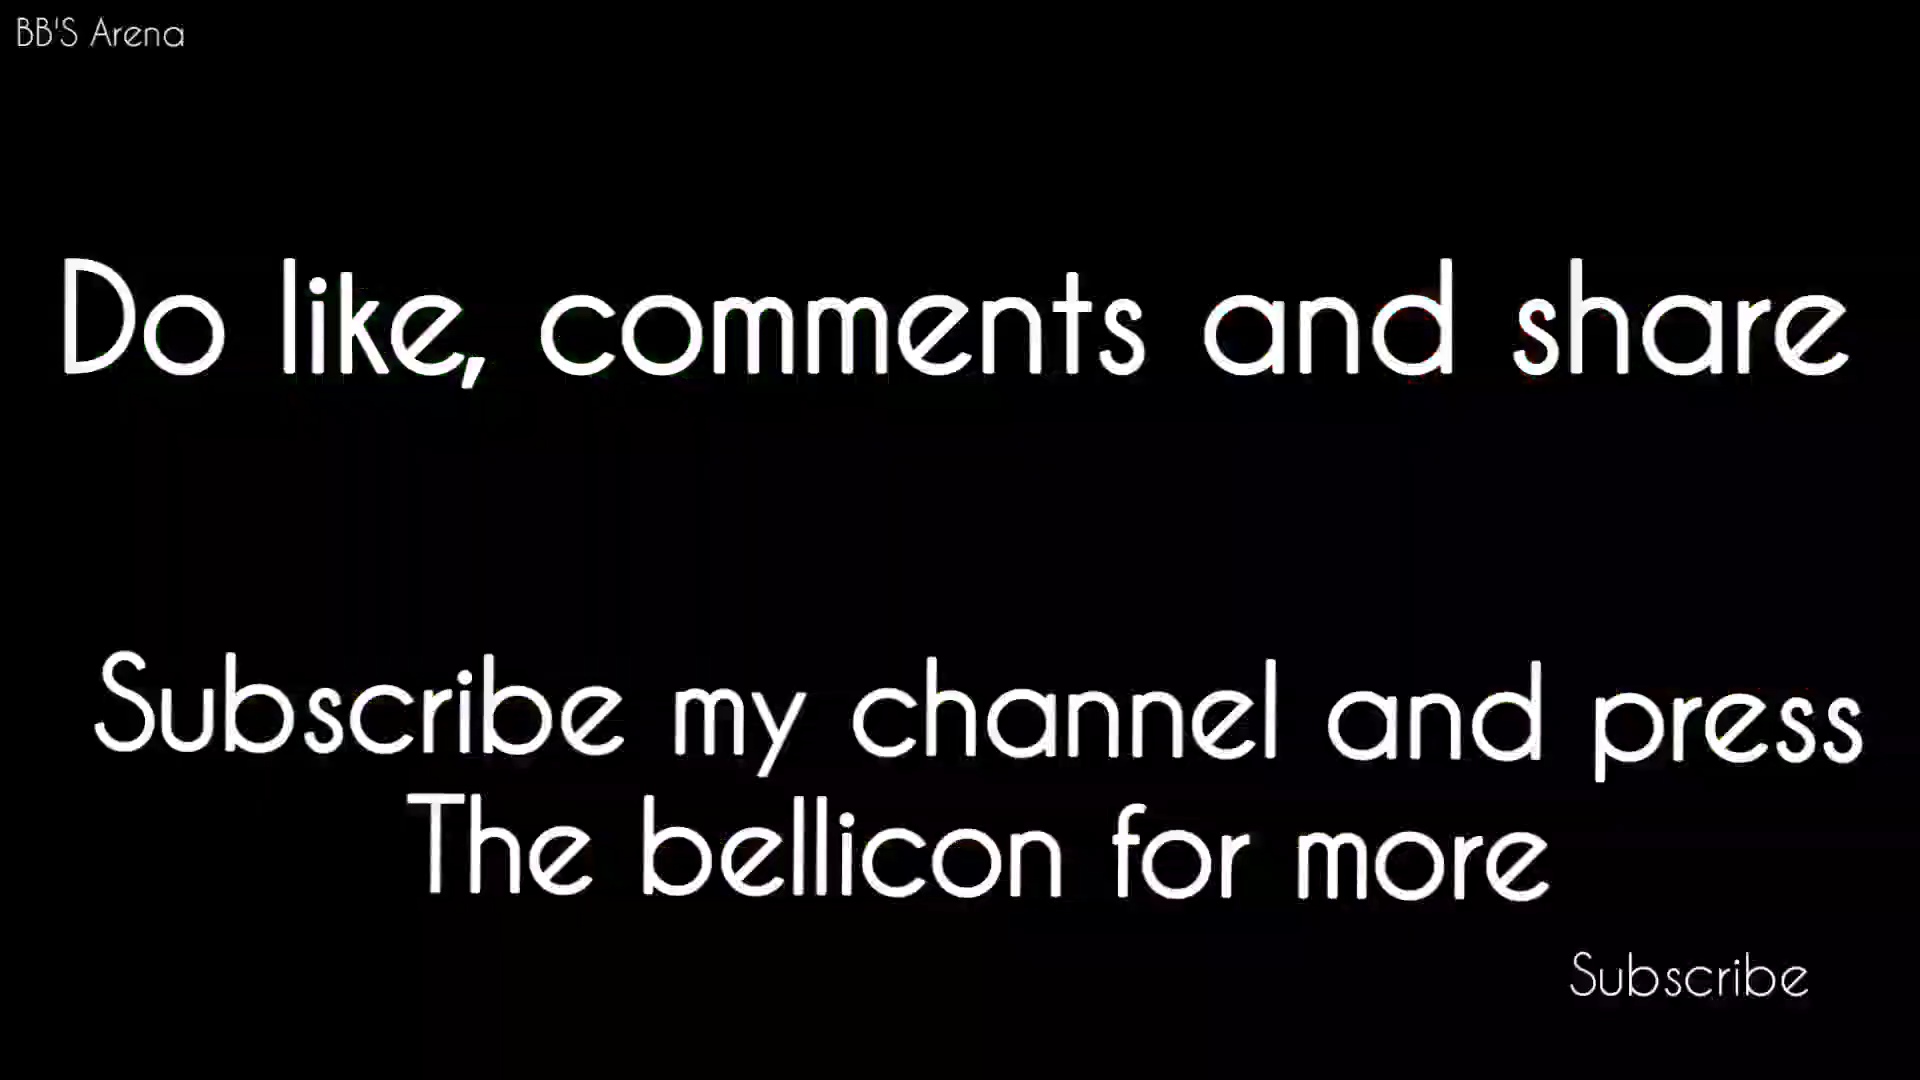 BB'S Arena
Do like, comments and share
Subscribe my channel and press
The bellicon for more
Subscribe